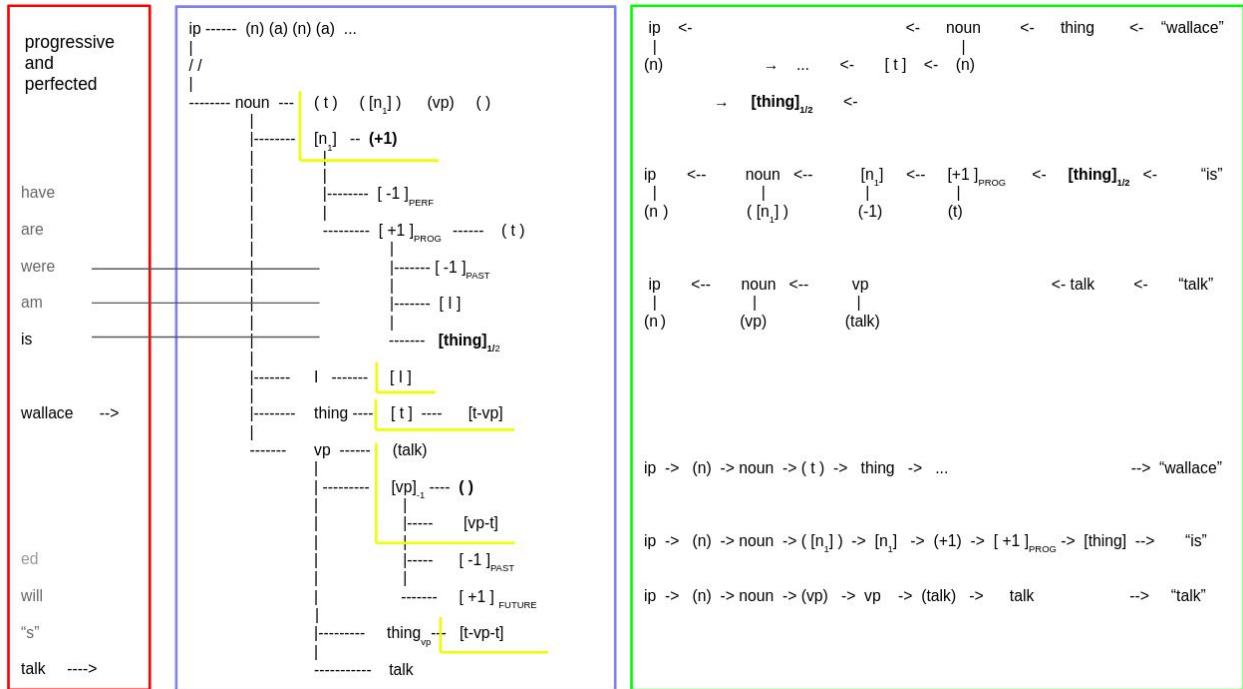 progressive
and
perfected
have
are
were
am
is
wallace -->
ed
will
“s”
talk ---->
ip ------ (n) (a) (n) (a) ...
|
/ /
|
-------- noun --- ( t ) ( [n1] ) (vp) ( )
|-------- [n1] -- (+1)
|-------- [ -1 ]PERF
--------- [ +1 ]PROG ------ ( t )
|------- [ -1 ]PAST
|------- [ I ]
------- [thing]1/2
|------- I ------- [ I ]
|-------- thing ---- [ t ] ---- [t-vp]
------- vp ------ (talk)
|--------- [vp]-1 ---- ( )
|----- [vp-t]
|----- [ -1 ]PAST
------- [ +1 ] FUTURE
|--------- thingvp--- [t-vp-t]
----------- talk
ip <- <- noun <- thing <- “wallace”
| |
(n) → ... <- [ t ] <- (n)
→ [thing]1/2 <-
ip <-- noun <-- [n1] <-- [+1 ]PROG <- [thing]1/2 <- “is”
| | | |
(n ) ( [n1] ) (-1) (t)
ip <-- noun <-- vp <- talk <- “talk”
| | |
(n ) (vp) (talk)
ip -> (n) -> noun -> ( t ) -> thing -> ... --> “wallace”
ip -> (n) -> noun -> ( [n1] ) -> [n1] -> (+1) -> [ +1 ]PROG -> [thing] --> “is”
ip -> (n) -> noun -> (vp) -> vp -> (talk) -> talk --> “talk”